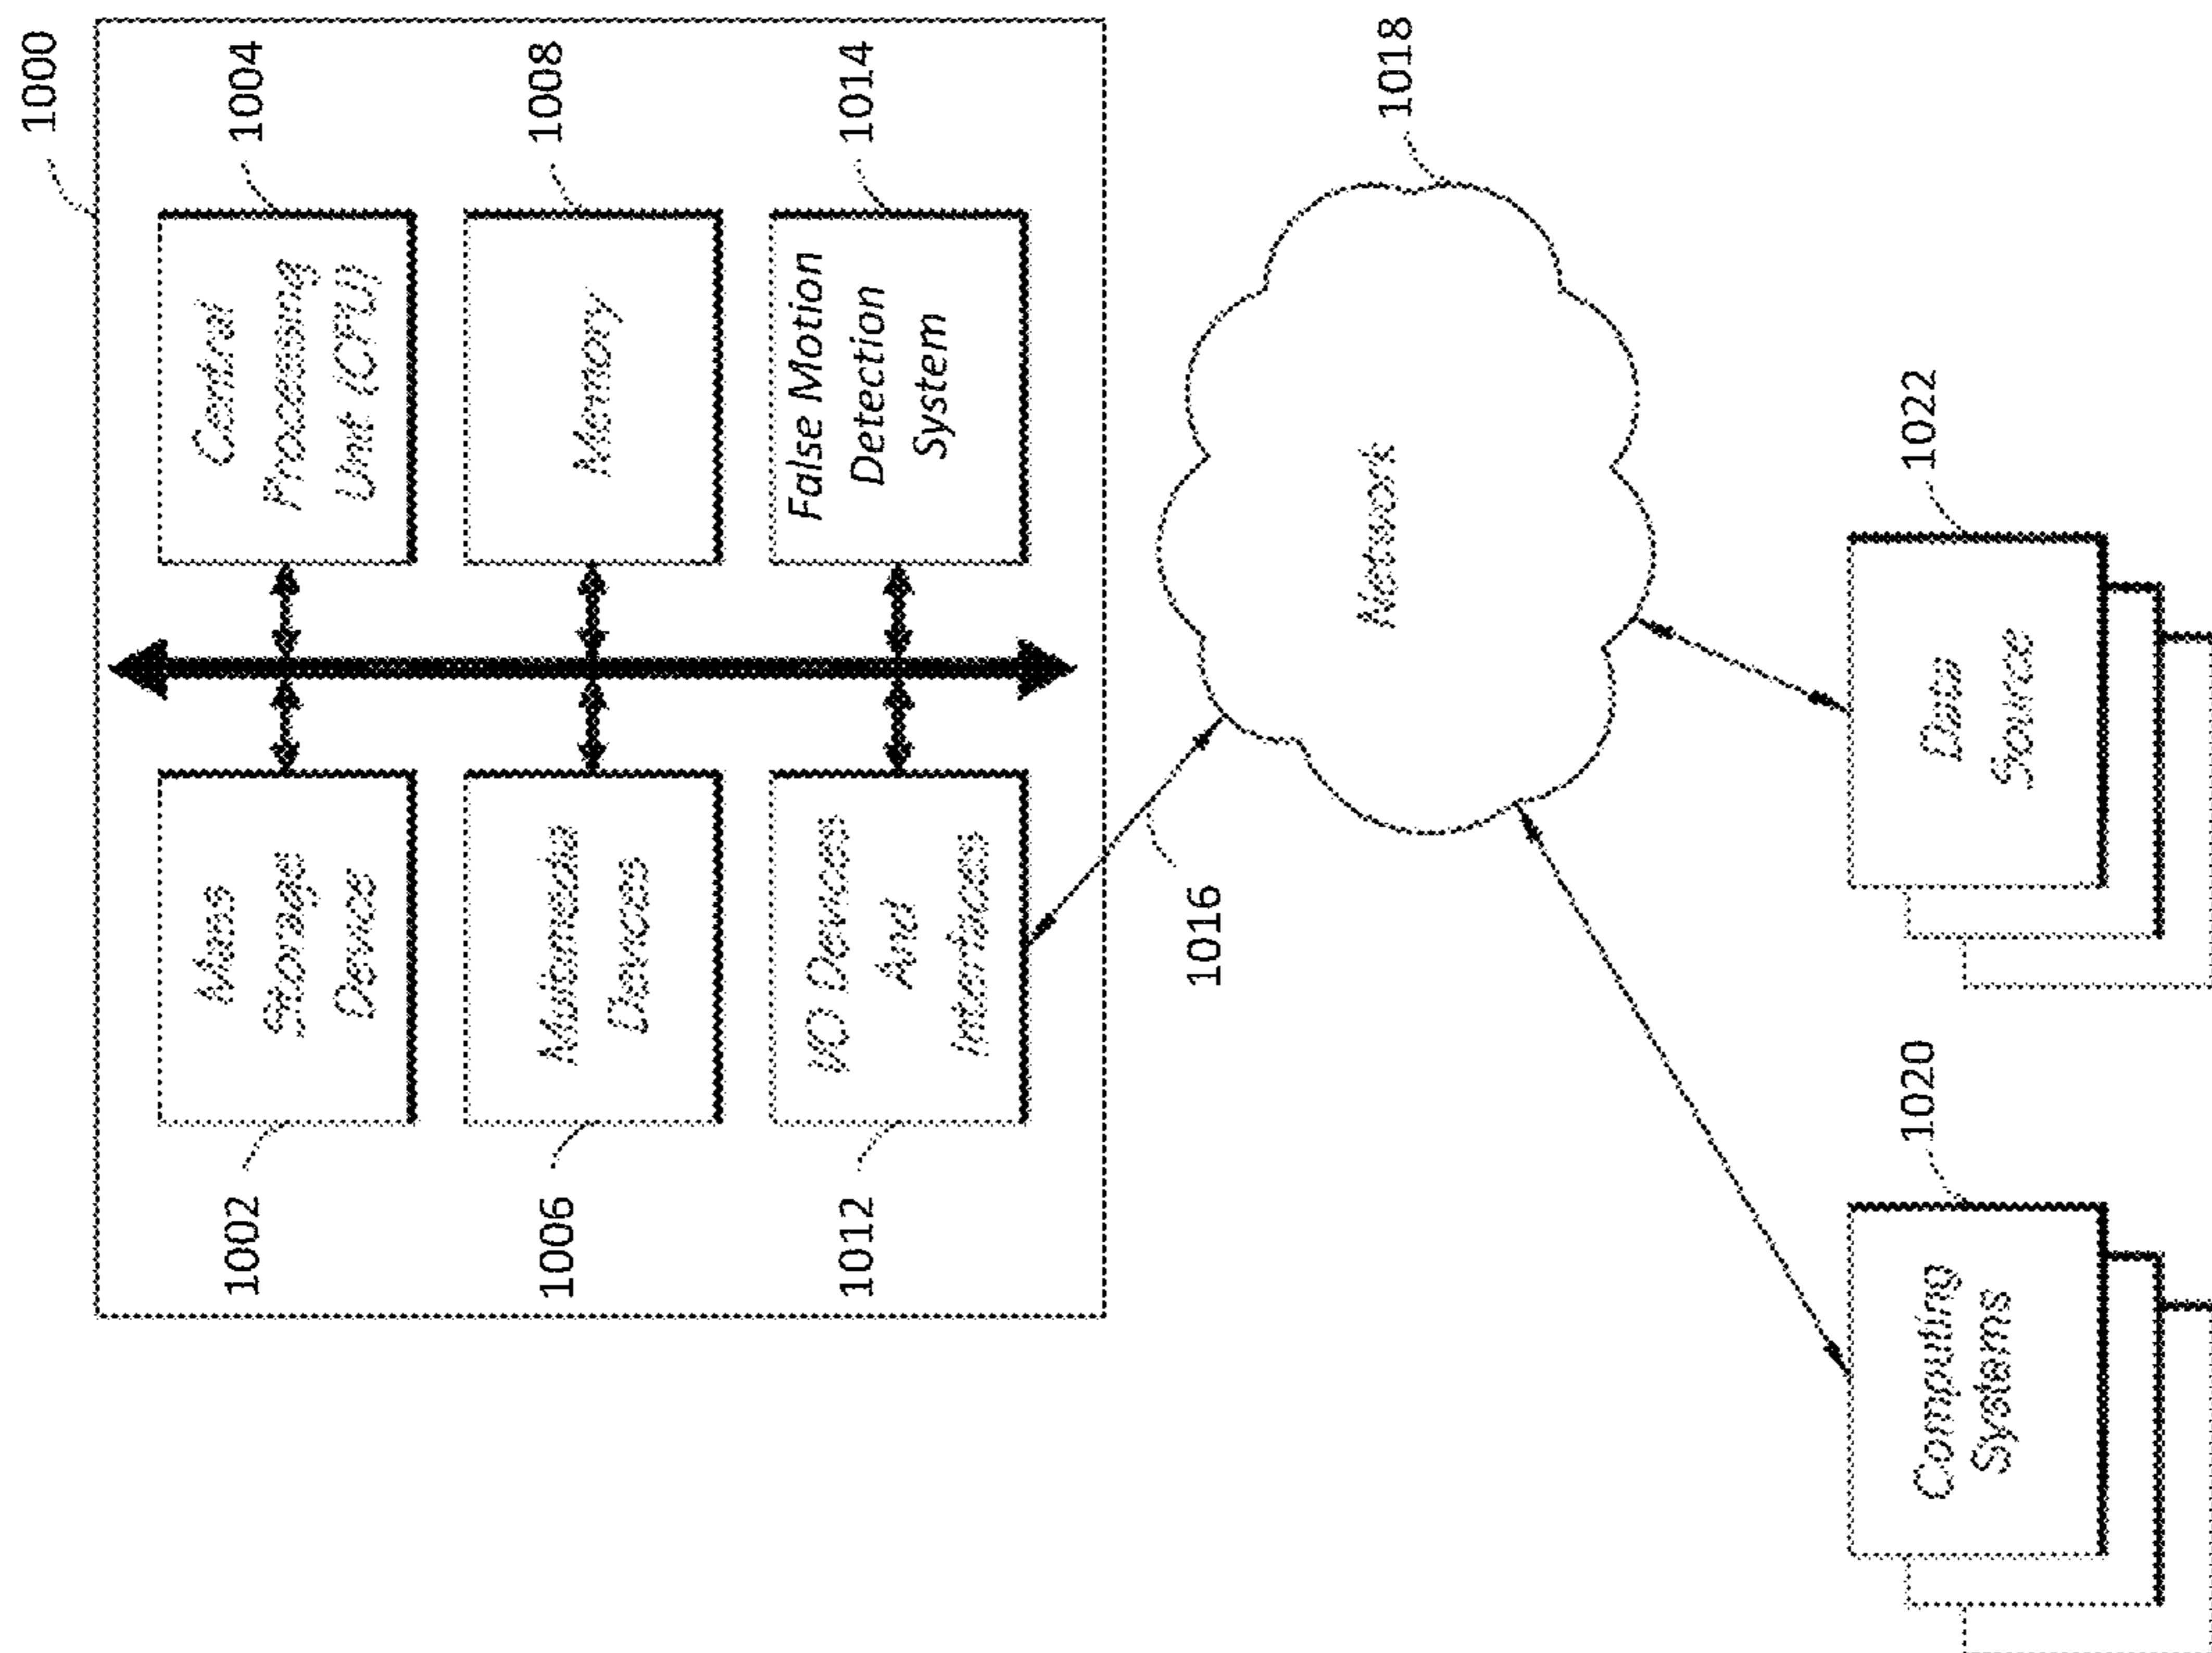 1000
1002
Mass
Storage
Device
Central
Processing
Unit (CPU)
1004
1006
Multimedia
Devices
Memory
1008
1012
I/O Devices
And
Interfaces
False Motion
Detection
System
1014
1016
Network
1018
1020
Computing
Systems
1022
Data
Source